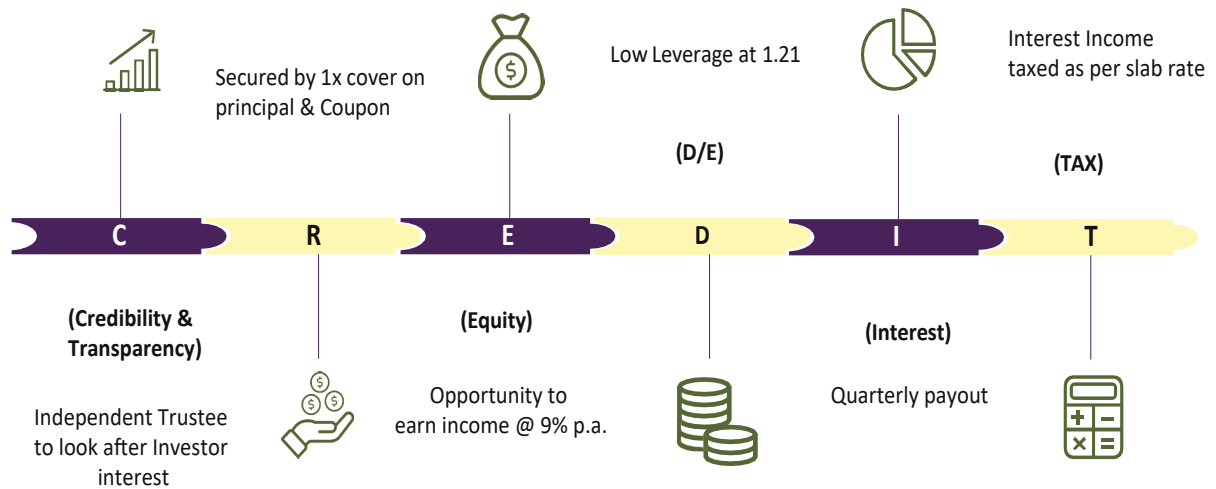 Secured by 1x cover on
principal & Coupon
Low Leverage at 1.21
Interest Income
taxed as per slab rate
(D/E)
(TAX)
C
R
E
D
I
T
(Credibility &
Transparency)
(Equity)
(Interest)
Independent Trustee
to look after Investor
interest
Opportunity to
earn income @ 9% p.a.
Quarterly payout